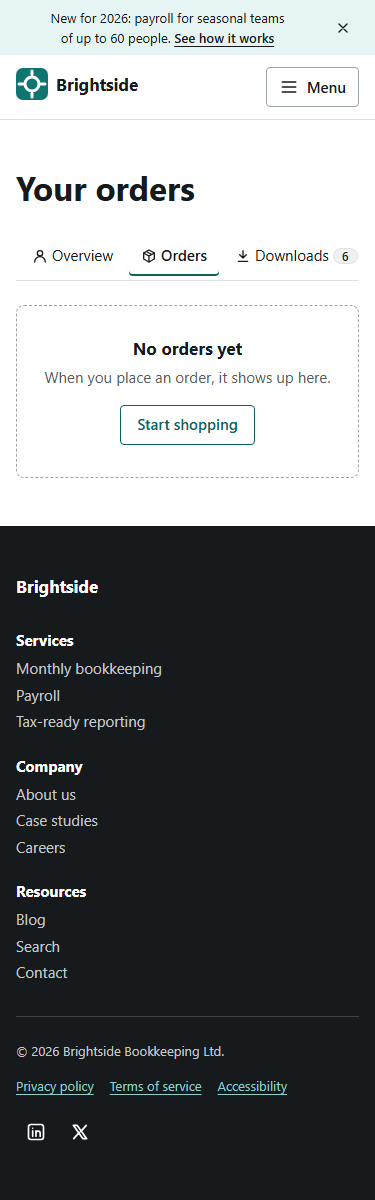 New for 2026: payroll for seasonal teams
of up to 60 people. See how it works
Brightside
Menu
Your orders
Overview
Orders
Downloads 6
No orders yet
When you place an order, it shows up here.
Start shopping
Brightside
Services
Monthly bookkeeping
Payroll
Tax-ready reporting
Company
About us
Case studies
Careers
Resources
Blog
Search
Contact
© 2026 Brightside Bookkeeping Ltd.
Privacy policy Terms of service Accessibility